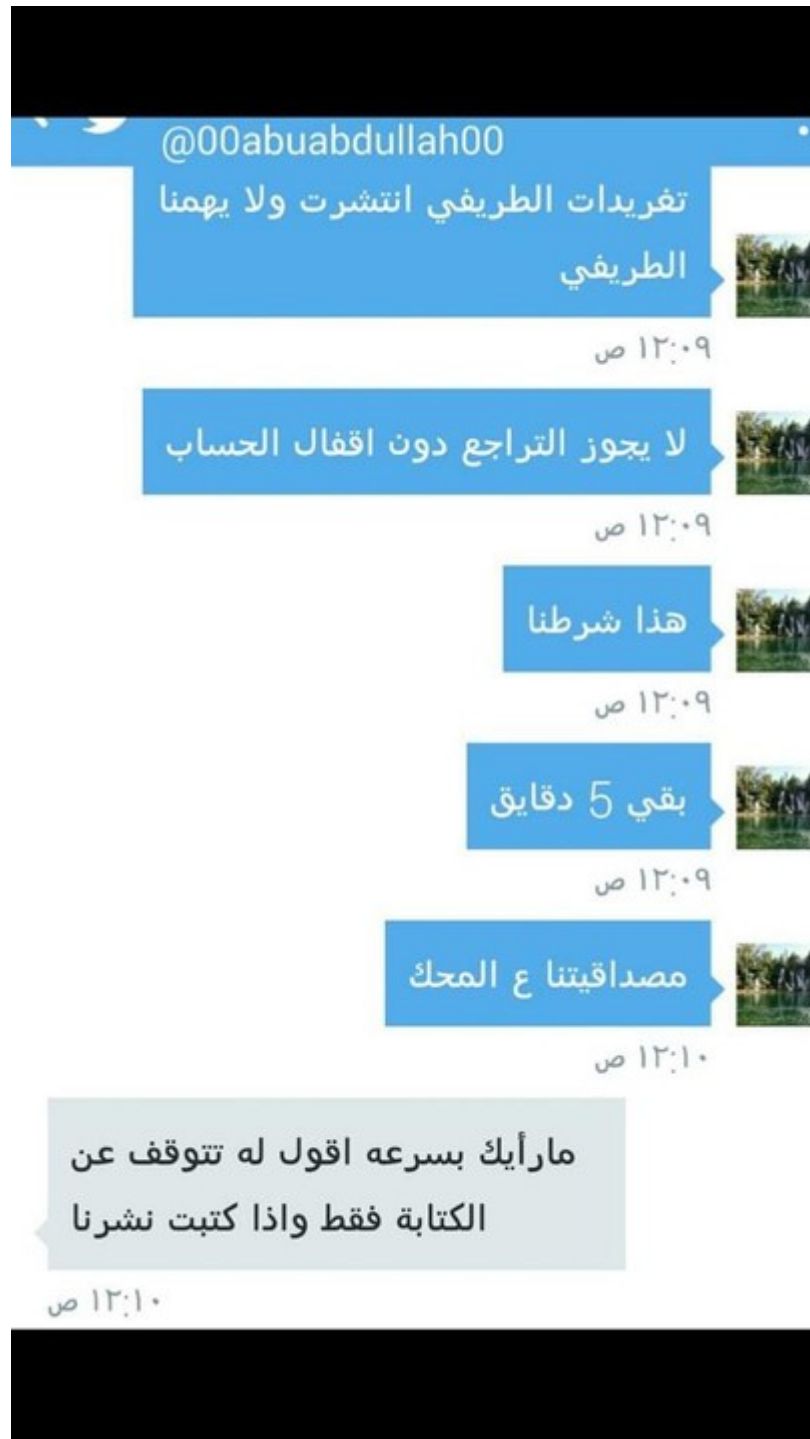 @00abuabdullah00
تغريدات الطريفي انتشرت ولا يهمنا
الطريفي
١٢:٠٩ ص
لا يجوز التراجع دون اقفال الحساب
١٢:٠٩ ص
هذا شرطنا
١٢:٠٩ ص
بقي 5 دقايق
١٢:٠٩ ص
مصداقيتنا ع المحك
١٢:١٠ ص
مارأيك بسرعه اقول له تتوقف عن
الكتابة فقط واذا كتبت نشرنا
١٢:١٠ ص